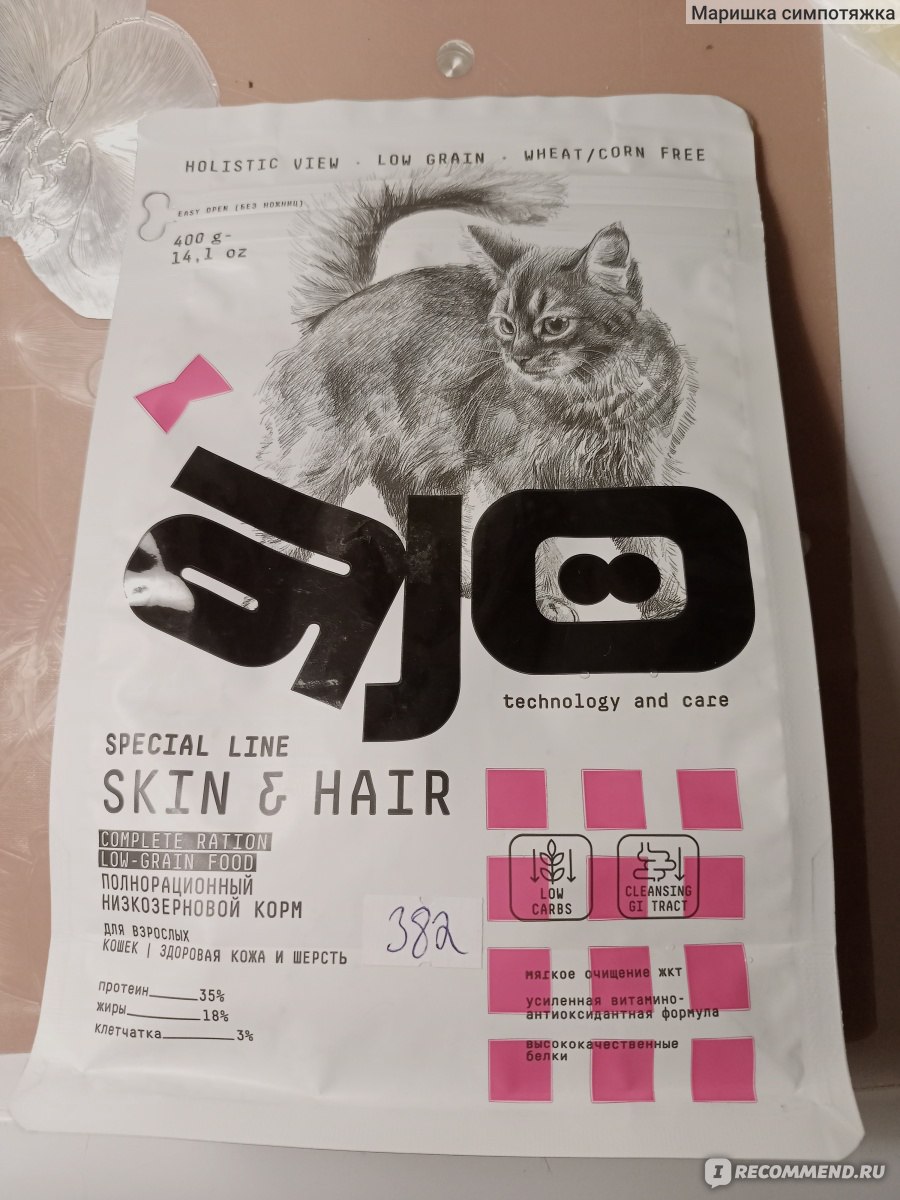 Маришка симпотяжка
HOLISTIC VIEW · LOW GRAIN · WHEAT/CORN FREE
EASY OPEN (БЕЗ НОЖНИЦ)
400 g-
14,1 oz
technology and care
SPECIAL LINE
SKIN & HAIR
COMPLETE RATION
LOW-GRAIN FOOD
ПОЛНОРАЦИОННЫЙ
НИЗКОЗЕРНОВОЙ КОРМ
ДЛЯ ВЗРОСЛЫХ
КОШЕК | ЗДОРОВАЯ КОЖА И ШЕРСТЬ
382
протеин 35%
жиры 18%
клетчатка 3%
LOW
CARBS
CLEANSING
GI TRACT
мягкое очищение жкт
усиленная витамино-
антиоксидантная формула
высококачественные
белки
IRECOMMEND.RU